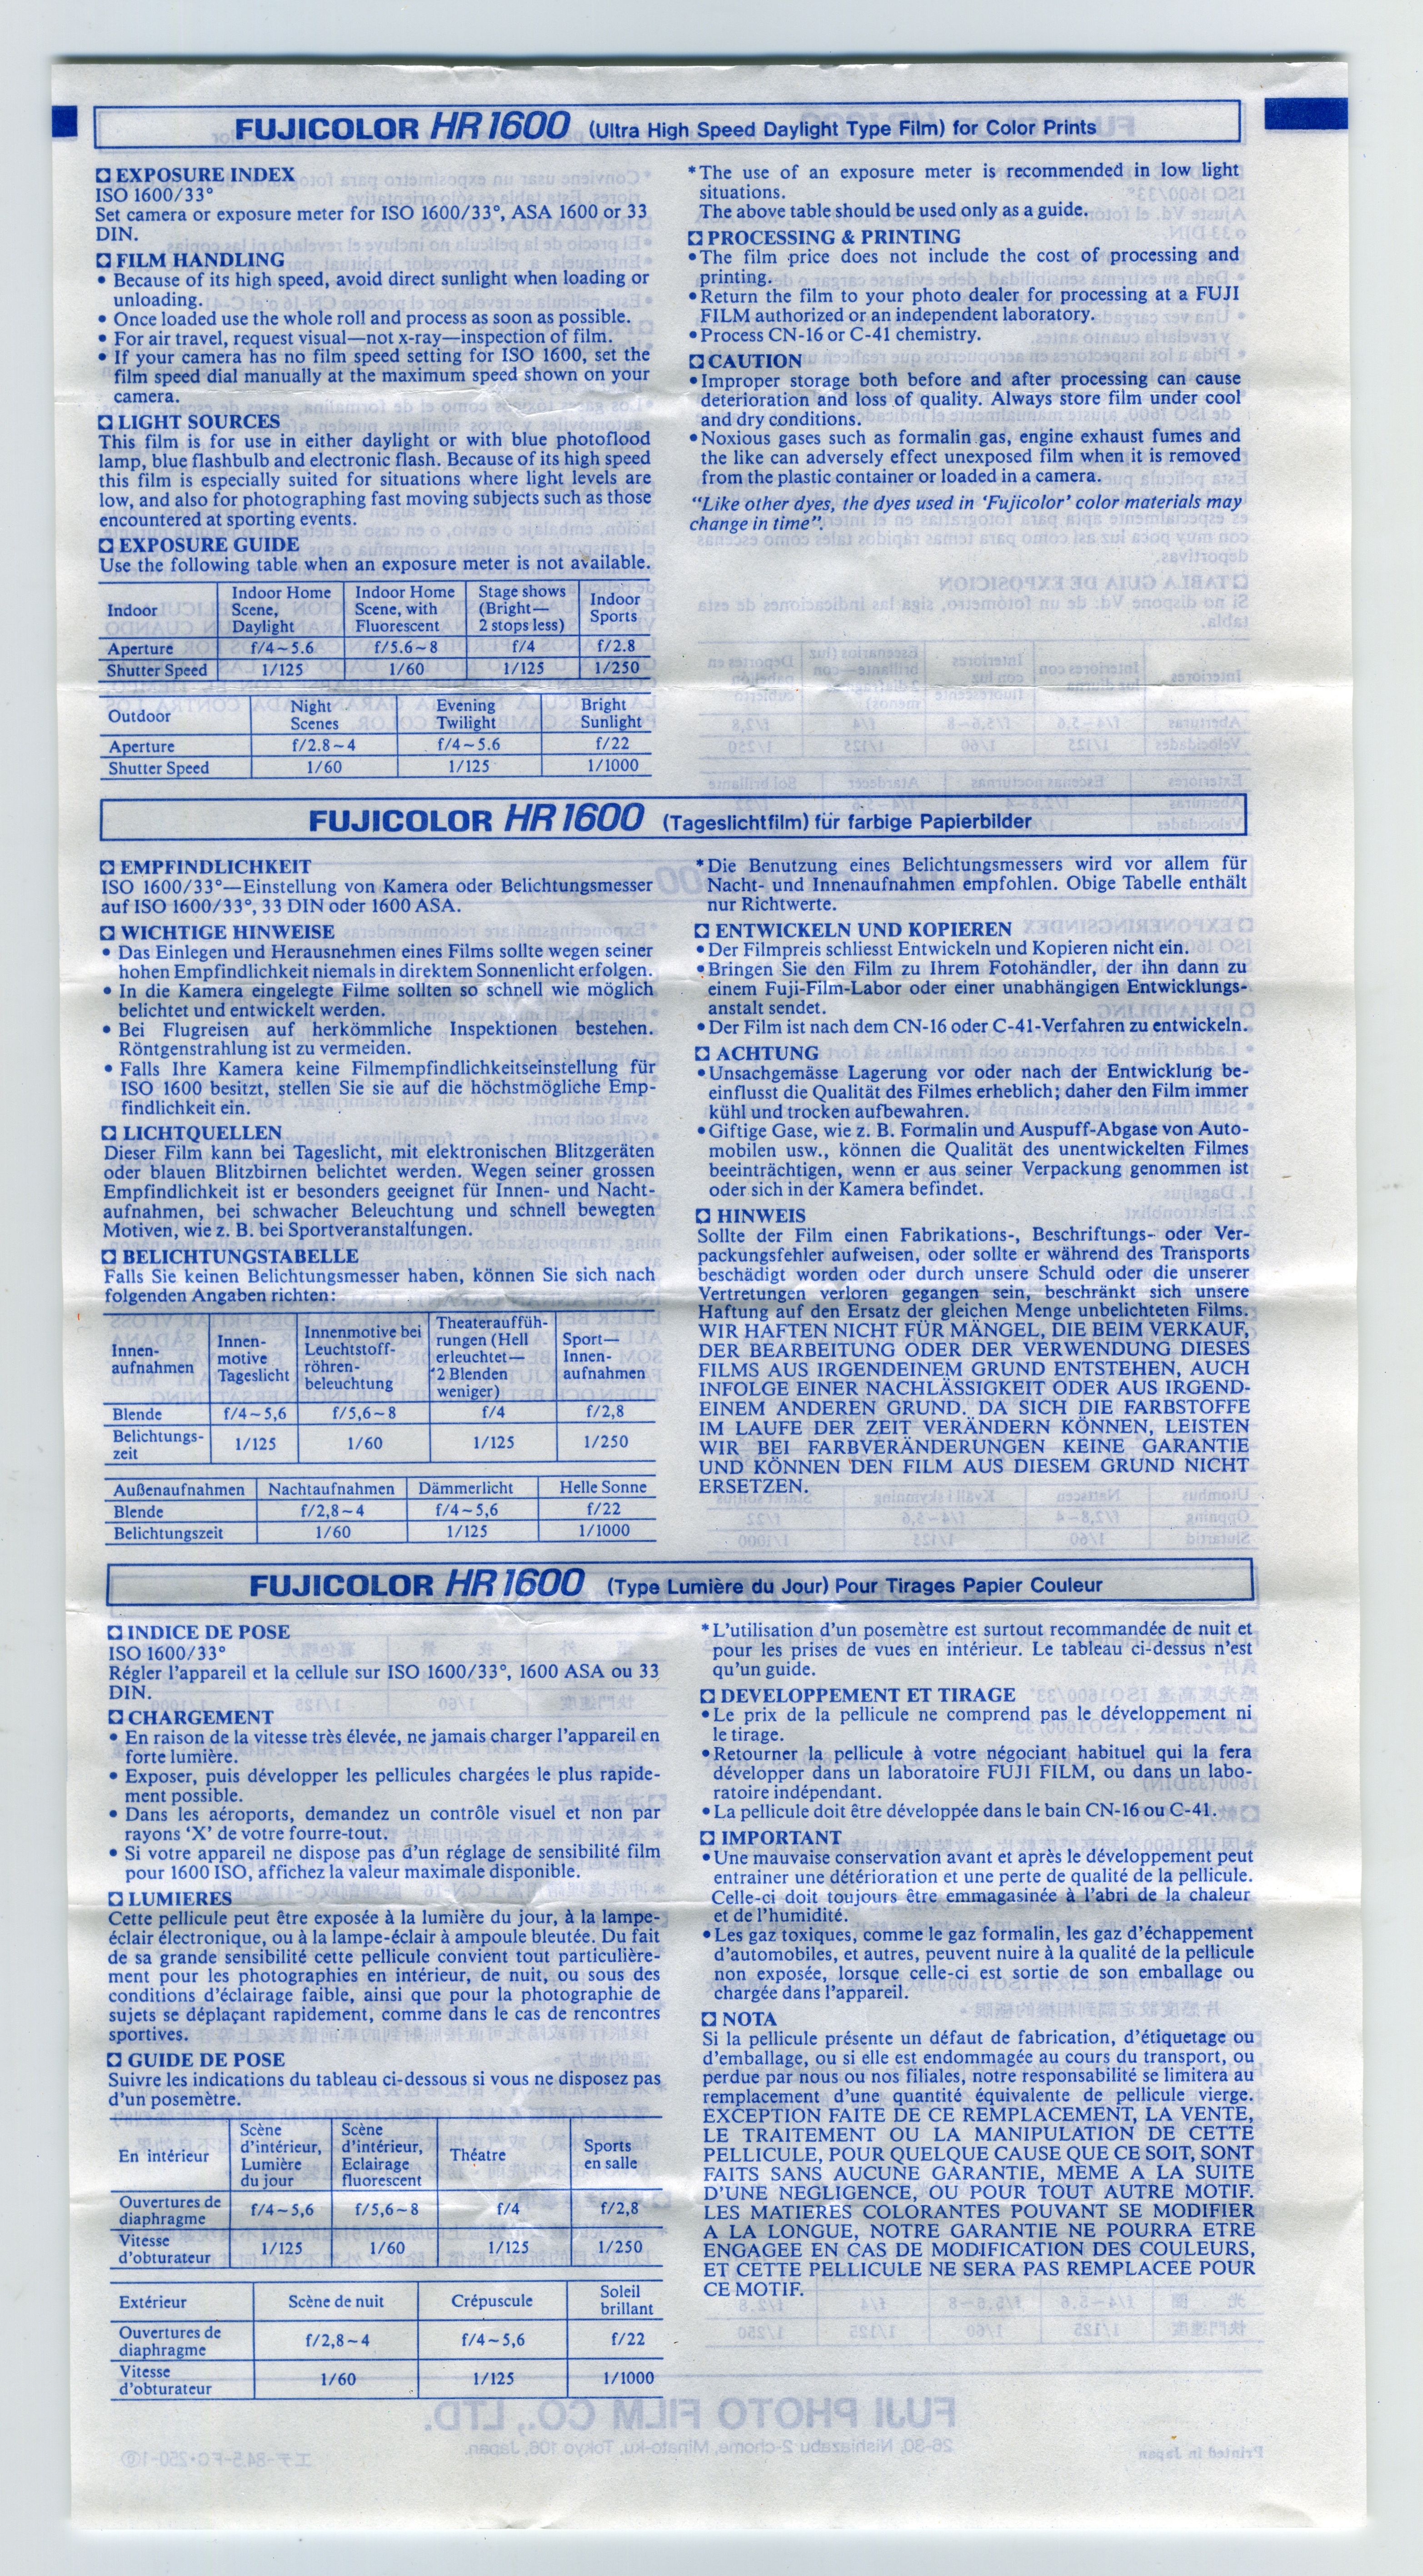 FUJICOLOR HR 1600 (Ultra High Speed Daylight Type Film) for Color Prints
EXPOSURE INDEX
ISO 1600/33°
Set camera or exposure meter for ISO 1600/33°, ASA 1600 or 33
DIN.
FILM HANDLING
• Because of its high speed, avoid direct sunlight when loading or
unloading.
• Once loaded use the whole roll and process as soon as possible.
• For air travel, request visual—not x-ray—inspection of film.
• If your camera has no film speed setting for ISO 1600, set the
film speed dial manually at the maximum speed shown on your
camera.
LIGHT SOURCES
This film is for use in either daylight or with blue photoflood
lamp, blue flashbulb and electronic flash. Because of its high speed
this film is especially suited for situations where light levels are
low, and also for photographing fast moving subjects such as those
encountered at sporting events.
EXPOSURE GUIDE
Use the following table when an exposure meter is not available.
Indoor | Indoor Home Scene, Daylight | Indoor Home Scene, with Fluorescent | Stage shows (Bright— 2 stops less) | Indoor Sports
Aperture | f/4~5.6 | f/5.6~8 | f/4 | f/2.8
Shutter Speed | 1/125 | 1/60 | 1/125 | 1/250
Outdoor | Night Scenes | Evening Twilight | Bright Sunlight
Aperture | f/2.8~4 | f/4~5.6 | f/22
Shutter Speed | 1/60 | 1/125 | 1/1000
*The use of an exposure meter is recommended in low light
situations.
The above table should be used only as a guide.
PROCESSING & PRINTING
•The film price does not include the cost of processing and
printing.
•Return the film to your photo dealer for processing at a FUJI
FILM authorized or an independent laboratory.
•Process CN-16 or C-41 chemistry.
CAUTION
•Improper storage both before and after processing can cause
deterioration and loss of quality. Always store film under cool
and dry conditions.
•Noxious gases such as formalin gas, engine exhaust fumes and
the like can adversely effect unexposed film when it is removed
from the plastic container or loaded in a camera.
“Like other dyes, the dyes used in ‘Fujicolor’ color materials may
change in time”.
FUJICOLOR HR 1600 (Tageslichtfilm) für farbige Papierbilder
EMPFINDLICHKEIT
ISO 1600/33°—Einstellung von Kamera oder Belichtungsmesser
auf ISO 1600/33°, 33 DIN oder 1600 ASA.
WICHTIGE HINWEISE
• Das Einlegen und Herausnehmen eines Films sollte wegen seiner
hohen Empfindlichkeit niemals in direktem Sonnenlicht erfolgen.
• In die Kamera eingelegte Filme sollten so schnell wie möglich
belichtet und entwickelt werden.
• Bei Flugreisen auf herkömmliche Inspektionen bestehen.
Röntgenstrahlung ist zu vermeiden.
• Falls Ihre Kamera keine Filmempfindlichkeitseinstellung für
ISO 1600 besitzt, stellen Sie sie auf die höchstmögliche Emp-
findlichkeit ein.
LICHTQUELLEN
Dieser Film kann bei Tageslicht, mit elektronischen Blitzgeräten
oder blauen Blitzbirnen belichtet werden. Wegen seiner grossen
Empfindlichkeit ist er besonders geeignet für Innen- und Nacht-
aufnahmen, bei schwacher Beleuchtung und schnell bewegten
Motiven, wie z. B. bei Sportveranstaltungen.
BELICHTUNGSTABELLE
Falls Sie keinen Belichtungsmesser haben, können Sie sich nach
folgenden Angaben richten:
Innen- aufnahmen | Innen- motive Tageslicht | Innenmotive bei Leuchtstoff- röhren- beleuchtung | Theaterauffüh- rungen (Hell erleuchtet— 2 Blenden weniger) | Sport— Innen- aufnahmen
Blende | f/4~5,6 | f/5,6~8 | f/4 | f/2,8
Belichtungs- zeit | 1/125 | 1/60 | 1/125 | 1/250
Außenaufnahmen | Nachtaufnahmen | Dämmerlicht | Helle Sonne
Blende | f/2,8~4 | f/4~5,6 | f/22
Belichtungszeit | 1/60 | 1/125 | 1/1000
*Die Benutzung eines Belichtungsmessers wird vor allem für
Nacht- und Innenaufnahmen empfohlen. Obige Tabelle enthält
nur Richtwerte.
ENTWICKELN UND KOPIEREN
•Der Filmpreis schliesst Entwickeln und Kopieren nicht ein.
•Bringen Sie den Film zu Ihrem Fotohändler, der ihn dann zu
einem Fuji-Film-Labor oder einer unabhängigen Entwicklungs-
anstalt sendet.
•Der Film ist nach dem CN-16 oder C-41-Verfahren zu entwickeln.
ACHTUNG
•Unsachgemässe Lagerung vor oder nach der Entwicklung be-
einflusst die Qualität des Filmes erheblich; daher den Film immer
kühl und trocken aufbewahren.
•Giftige Gase, wie z. B. Formalin und Auspuff-Abgase von Auto-
mobilen usw., können die Qualität des unentwickelten Filmes
beeinträchtigen, wenn er aus seiner Verpackung genommen ist
oder sich in der Kamera befindet.
HINWEIS
Sollte der Film einen Fabrikations-, Beschriftungs- oder Ver-
packungsfehler aufweisen, oder sollte er während des Transports
beschädigt worden oder durch unsere Schuld oder die unserer
Vertretungen verloren gegangen sein, beschränkt sich unsere
Haftung auf den Ersatz der gleichen Menge unbelichteten Films.
WIR HAFTEN NICHT FÜR MÄNGEL, DIE BEIM VERKAUF,
DER BEARBEITUNG ODER DER VERWENDUNG DIESES
FILMS AUS IRGENDEINEM GRUND ENTSTEHEN, AUCH
INFOLGE EINER NACHLÄSSIGKEIT ODER AUS IRGEND-
EINEM ANDEREN GRUND. DA SICH DIE FARBSTOFFE
IM LAUFE DER ZEIT VERÄNDERN KÖNNEN, LEISTEN
WIR BEI FARBVERÄNDERUNGEN KEINE GARANTIE
UND KÖNNEN DEN FILM AUS DIESEM GRUND NICHT
ERSETZEN.
FUJICOLOR HR 1600 (Type Lumière du Jour) Pour Tirages Papier Couleur
INDICE DE POSE
ISO 1600/33°
Régler l’appareil et la cellule sur ISO 1600/33°, 1600 ASA ou 33
DIN.
CHARGEMENT
• En raison de la vitesse très élevée, ne jamais charger l’appareil en
forte lumière.
• Exposer, puis développer les pellicules chargées le plus rapide-
ment possible.
• Dans les aéroports, demandez un contrôle visuel et non par
rayons ‘X’ de votre fourre-tout.
• Si votre appareil ne dispose pas d’un réglage de sensibilité film
pour 1600 ISO, affichez la valeur maximale disponible.
LUMIERES
Cette pellicule peut être exposée à la lumière du jour, à la lampe-
éclair électronique, ou à la lampe-éclair à ampoule bleutée. Du fait
de sa grande sensibilité cette pellicule convient tout particulière-
ment pour les photographies en intérieur, de nuit, ou sous des
conditions d’éclairage faible, ainsi que pour la photographie de
sujets se déplaçant rapidement, comme dans le cas de rencontres
sportives.
GUIDE DE POSE
Suivre les indications du tableau ci-dessous si vous ne disposez pas
d’un posemètre.
En intérieur | Scène d’intérieur, Lumière du jour | Scène d’intérieur, Eclairage fluorescent | Théatre | Sports en salle
Ouvertures de diaphragme | f/4~5,6 | f/5,6~8 | f/4 | f/2,8
Vitesse d’obturateur | 1/125 | 1/60 | 1/125 | 1/250
Extérieur | Scène de nuit | Crépuscule | Soleil brillant
Ouvertures de diaphragme | f/2,8~4 | f/4~5,6 | f/22
Vitesse d’obturateur | 1/60 | 1/125 | 1/1000
*L’utilisation d’un posemètre est surtout recommandée de nuit et
pour les prises de vues en intérieur. Le tableau ci-dessus n’est
qu’un guide.
DEVELOPPEMENT ET TIRAGE
•Le prix de la pellicule ne comprend pas le développement ni
le tirage.
•Retourner la pellicule à votre négociant habituel qui la fera
développer dans un laboratoire FUJI FILM, ou dans un labo-
ratoire indépendant.
•La pellicule doit être développée dans le bain CN-16 ou C-41.
IMPORTANT
•Une mauvaise conservation avant et après le développement peut
entrainer une détérioration et une perte de qualité de la pellicule.
Celle-ci doit toujours être emmagasinée à l’abri de la chaleur
et de l’humidité.
•Les gaz toxiques, comme le gaz formalin, les gaz d’échappement
d’automobiles, et autres, peuvent nuire à la qualité de la pellicule
non exposée, lorsque celle-ci est sortie de son emballage ou
chargée dans l’appareil.
NOTA
Si la pellicule présente un défaut de fabrication, d’étiquetage ou
d’emballage, ou si elle est endommagée au cours du transport, ou
perdue par nous ou nos filiales, notre responsabilité se limitera au
remplacement d’une quantité équivalente de pellicule vierge.
EXCEPTION FAITE DE CE REMPLACEMENT, LA VENTE,
LE TRAITEMENT OU LA MANIPULATION DE CETTE
PELLICULE, POUR QUELQUE CAUSE QUE CE SOIT, SONT
FAITS SANS AUCUNE GARANTIE, MEME A LA SUITE
D’UNE NEGLIGENCE, OU POUR TOUT AUTRE MOTIF.
LES MATIERES COLORANTES POUVANT SE MODIFIER
A LA LONGUE, NOTRE GARANTIE NE POURRA ETRE
ENGAGEE EN CAS DE MODIFICATION DES COULEURS,
ET CETTE PELLICULE NE SERA PAS REMPLACEE POUR
CE MOTIF.
FUJI PHOTO FILM CO., LTD.
26-30, Nishiazabu 2-chome, Minato-ku, Tokyo 106, Japan.
Printed in Japan